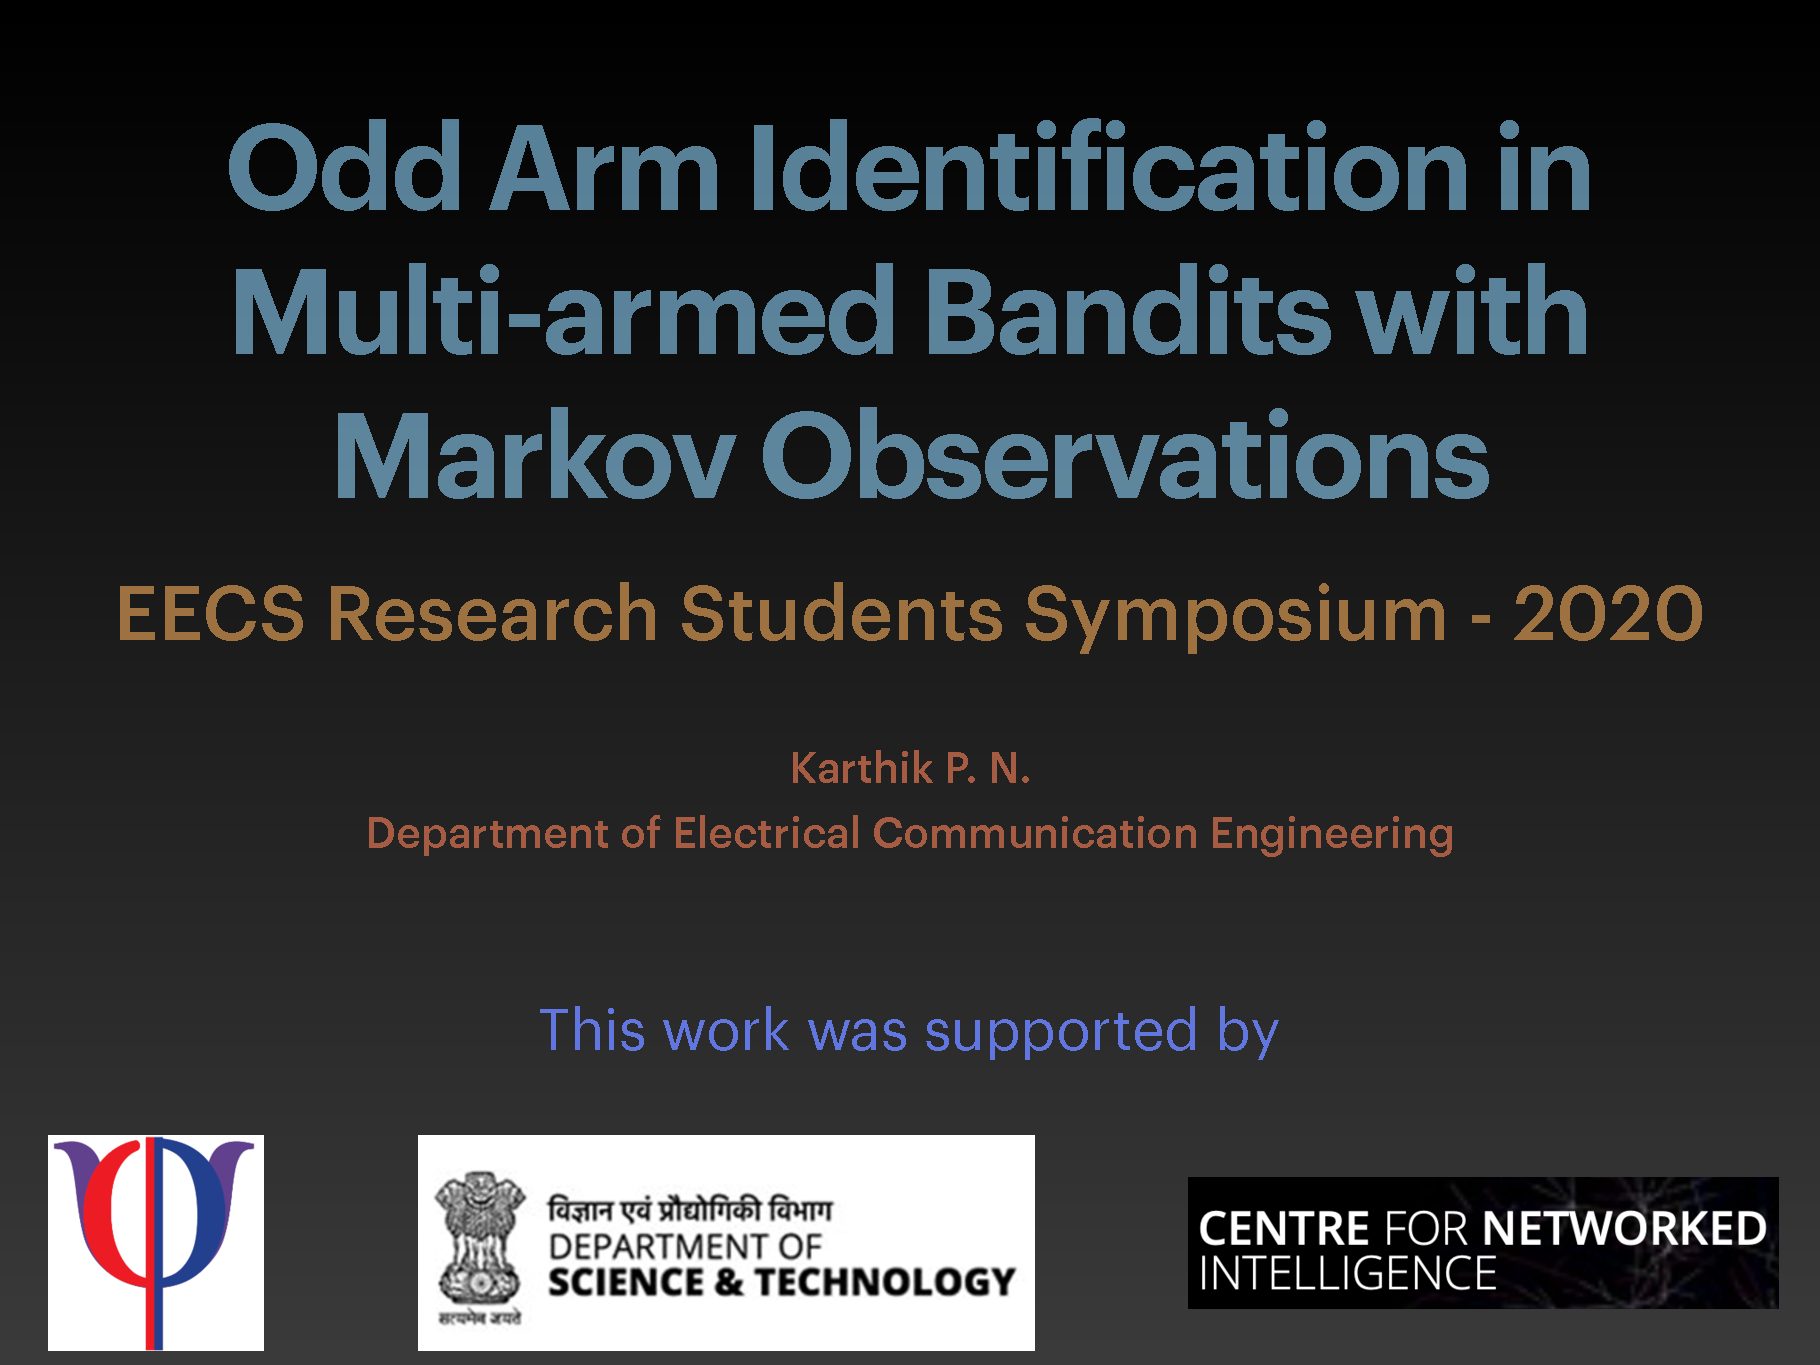 Odd Arm Identification in
Multi-armed Bandits with
Markov Observations
EECS Research Students Symposium - 2020
Karthik P. N.
Department of Electrical Communication Engineering
This work was supported by
विज्ञान एवं प्रौद्योगिकी विभाग
DEPARTMENT OF
SCIENCE & TECHNOLOGY
सत्यमेव जयते
CENTRE FOR NETWORKED
INTELLIGENCE